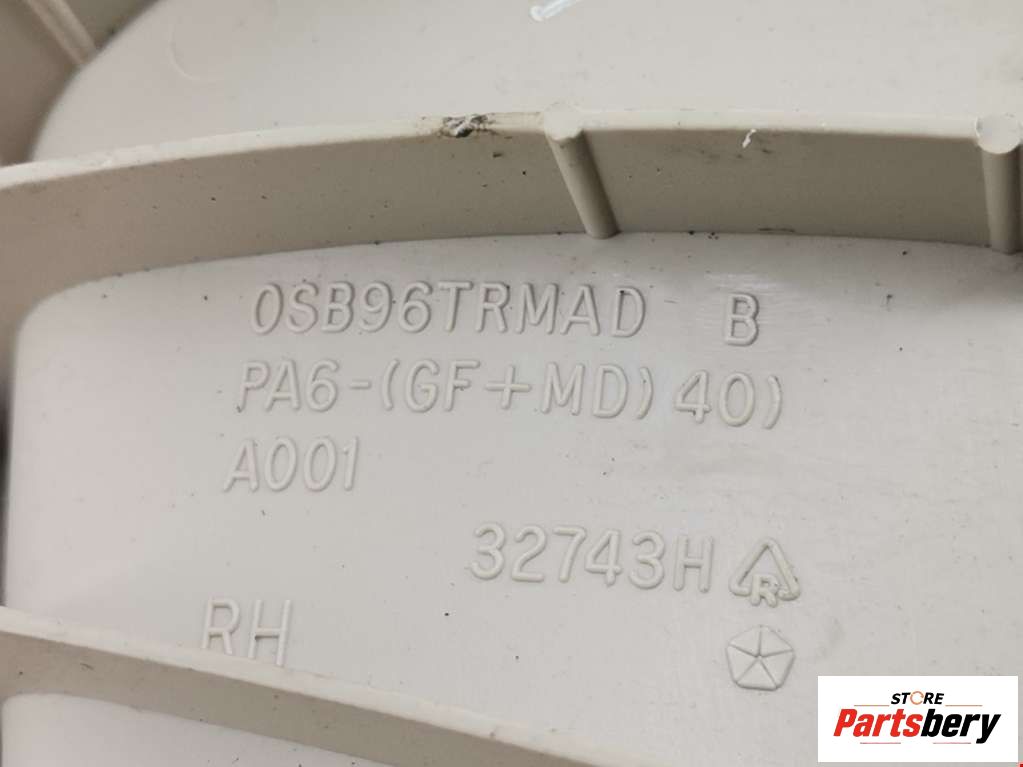 0SB96TRMAD B
PA6-(GF+MD)40)
A001
32743H R
RH
STORE
Partsbery